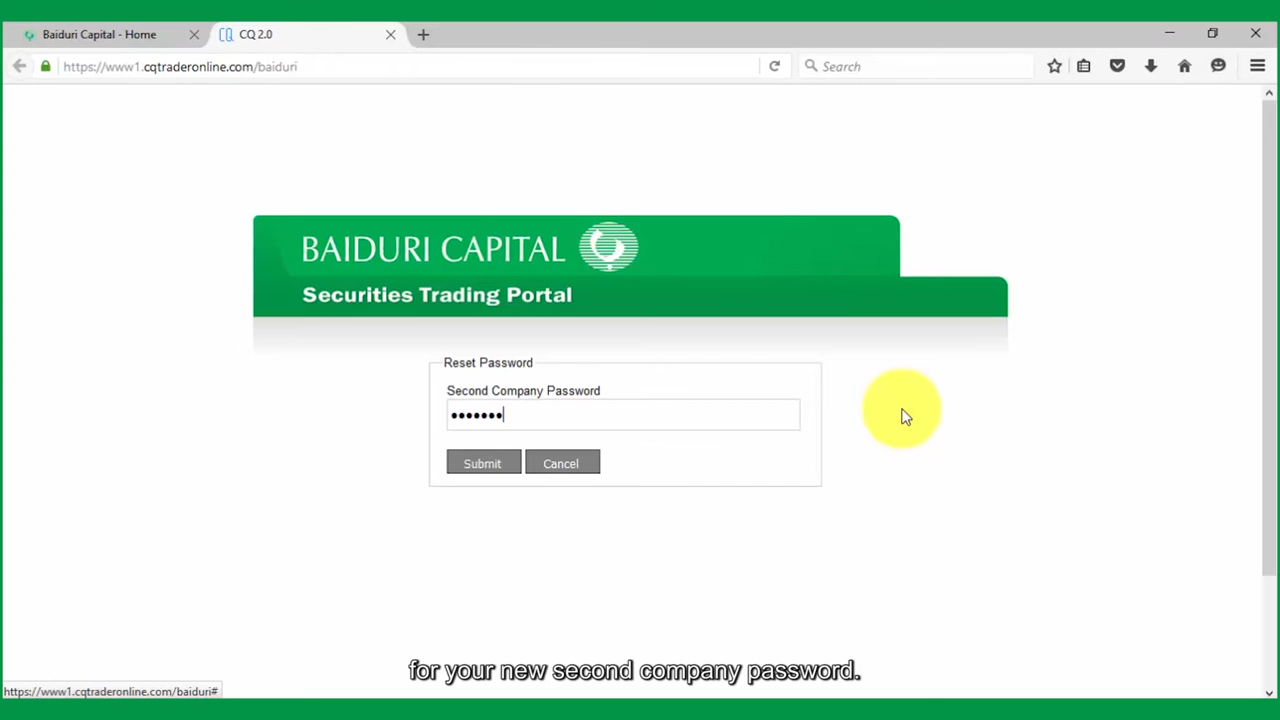 Baiduri Capital - Home
CQ 2.0
https://www1.cqtraderonline.com/baiduri
Search
BAIDURI CAPITAL
Securities Trading Portal
Reset Password
Second Company Password
•••••••
Submit
Cancel
for your new second company password.
https://www1.cqtraderonline.com/baiduri#